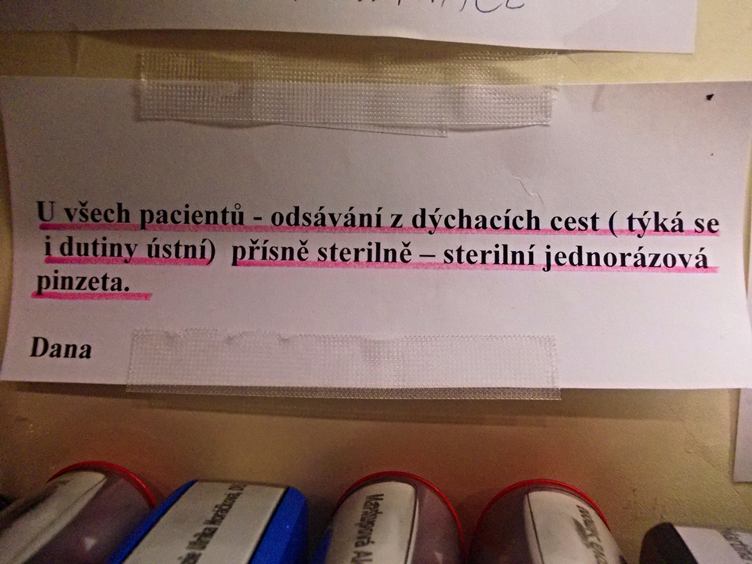 U všech pacientů - odsávání z dýchacích cest ( týká se
i dutiny ústní) přísně sterilně – sterilní jednorázová
pinzeta.
Dana